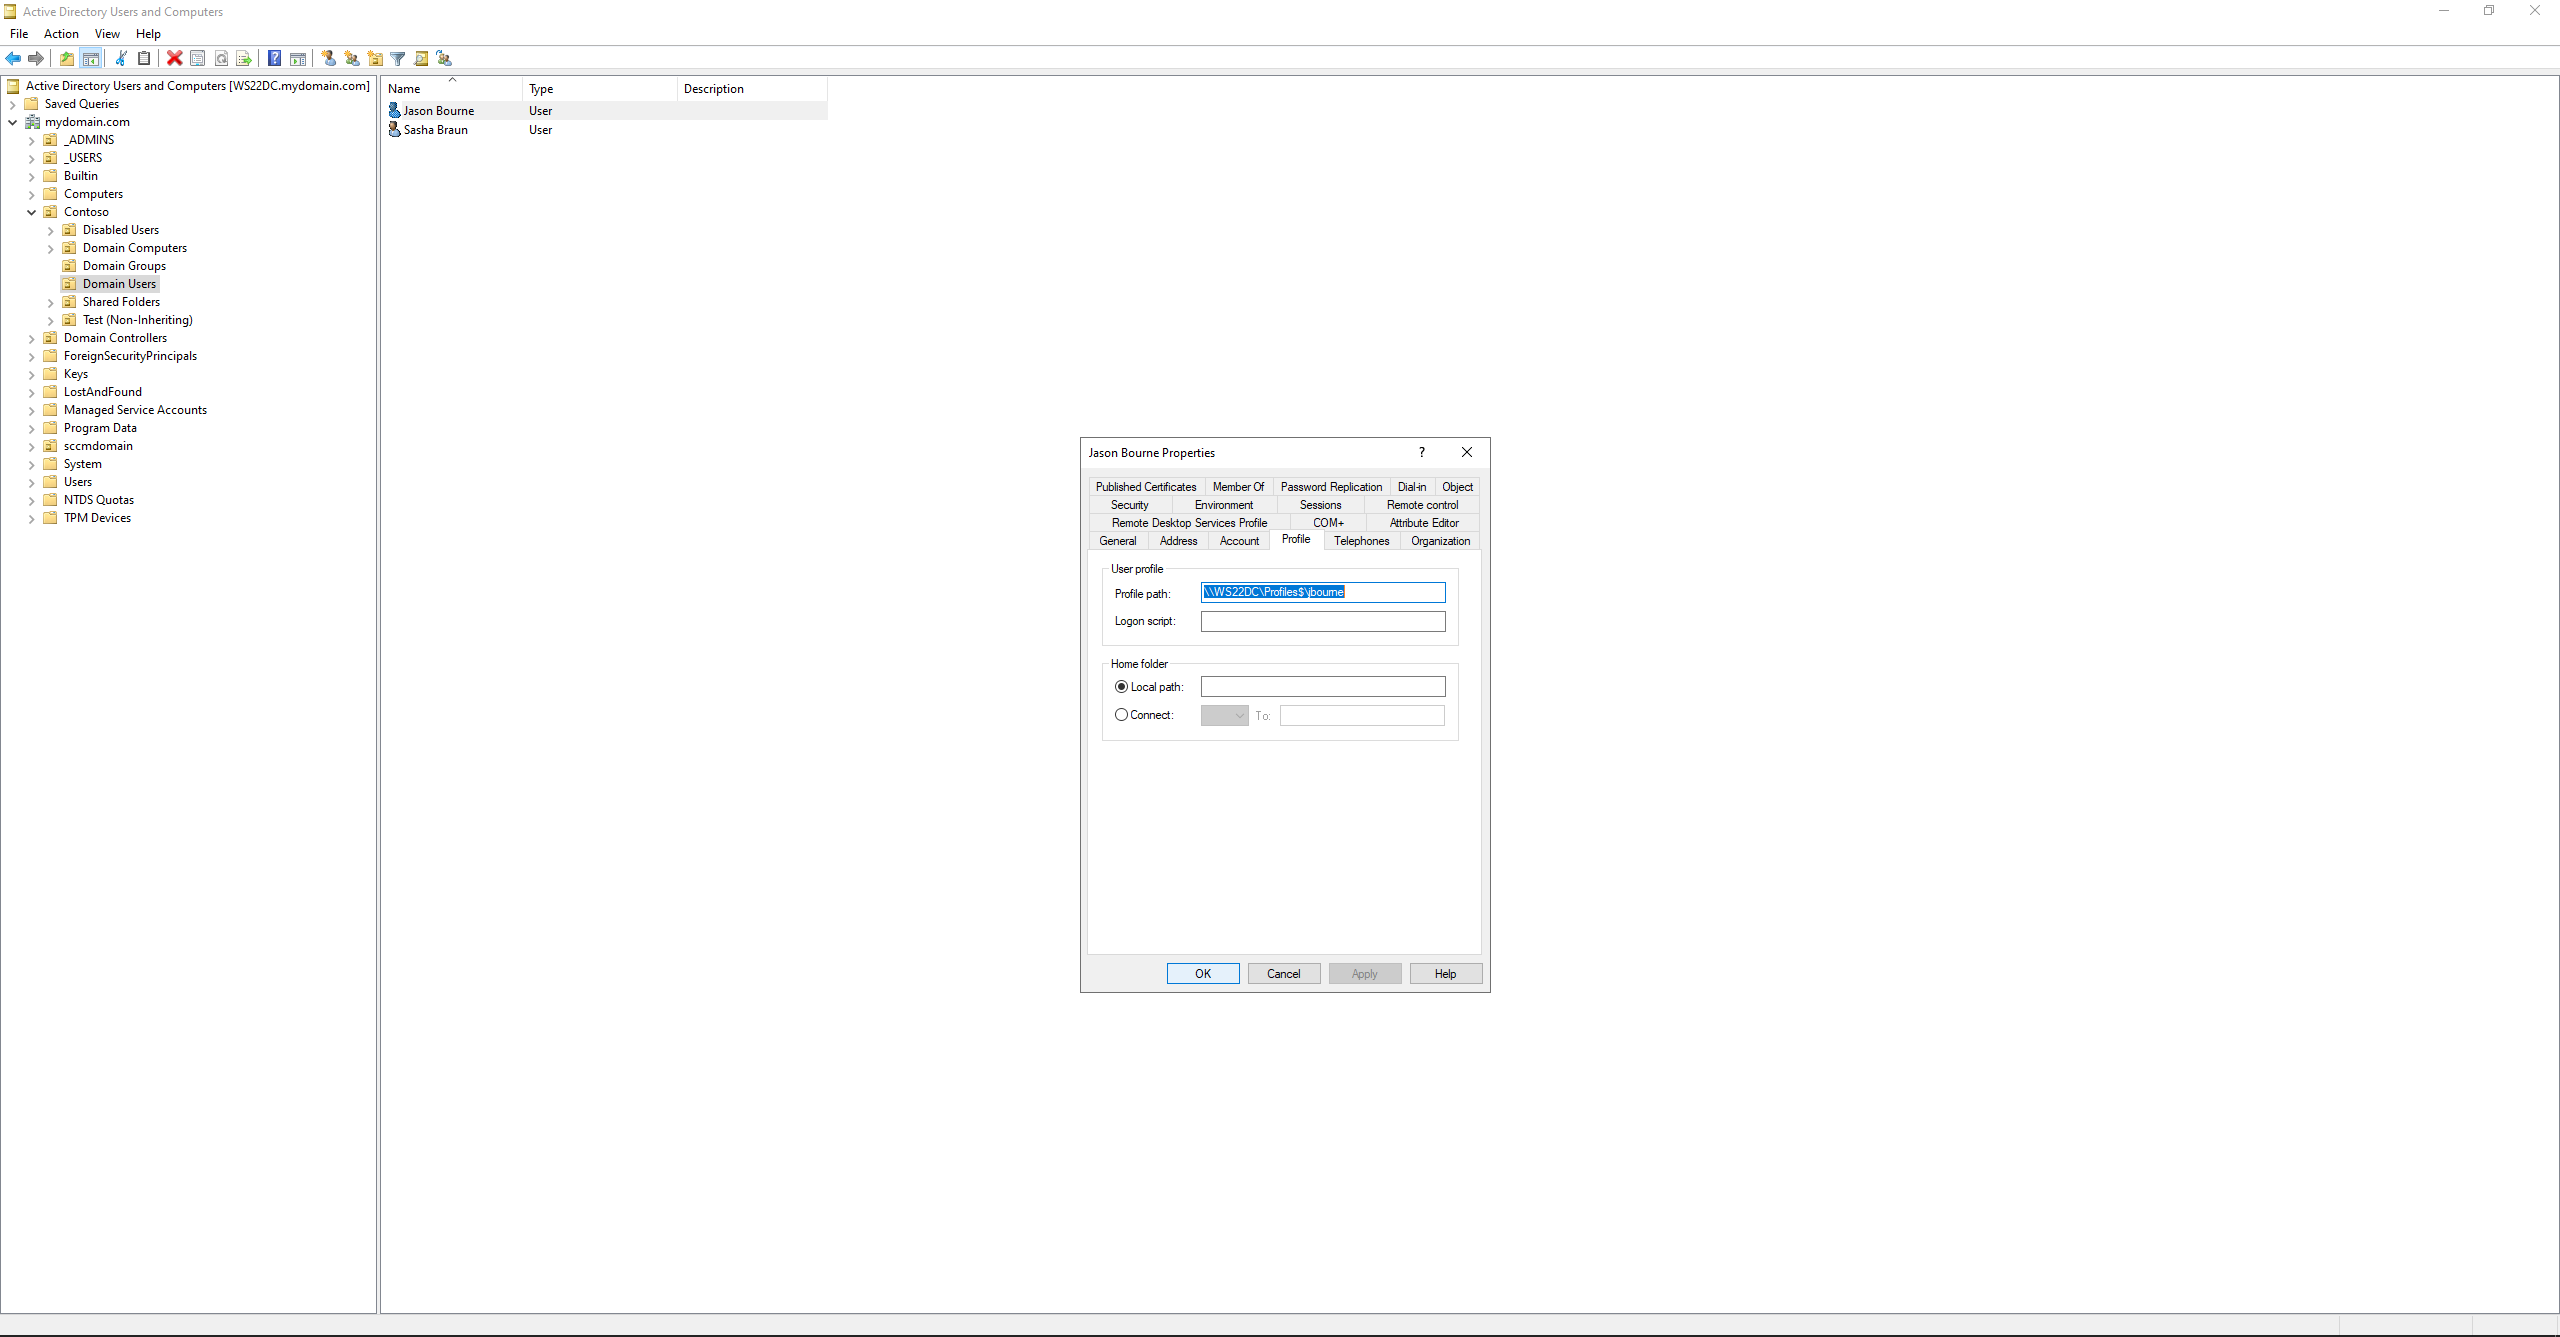 Active Directory Users and Computers
File Action View Help
Active Directory Users and Computers [WS22DC.mydomain.com]
Saved Queries
mydomain.com
_ADMINS
_USERS
Builtin
Computers
Contoso
Disabled Users
Domain Computers
Domain Groups
Domain Users
Shared Folders
Test (Non-Inheriting)
Domain Controllers
ForeignSecurityPrincipals
Keys
LostAndFound
Managed Service Accounts
Program Data
sccmdomain
System
Users
NTDS Quotas
TPM Devices
Name Type Description
Jason Bourne User
Sasha Braun User
Jason Bourne Properties ?
Published Certificates Member Of Password Replication Dial-in Object
Security Environment Sessions Remote control
Remote Desktop Services Profile COM+ Attribute Editor
General Address Account Profile Telephones Organization
User profile
Profile path: \\WS22DC\Profiles$\jbourne
Logon script:
Home folder
Local path:
Connect: To:
OK Cancel Apply Help